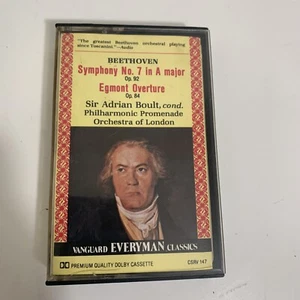 "The greatest Beethoven orchestral playing
since Toscanini."—Audio
BEETHOVEN
Symphony No. 7 in A major
Op. 92
Egmont Overture
Op. 84
Sir Adrian Boult, cond.
Philharmonic Promenade
Orchestra of London
VANGUARD EVERYMAN CLASSICS
PREMIUM QUALITY DOLBY CASSETTE
CSRV 147